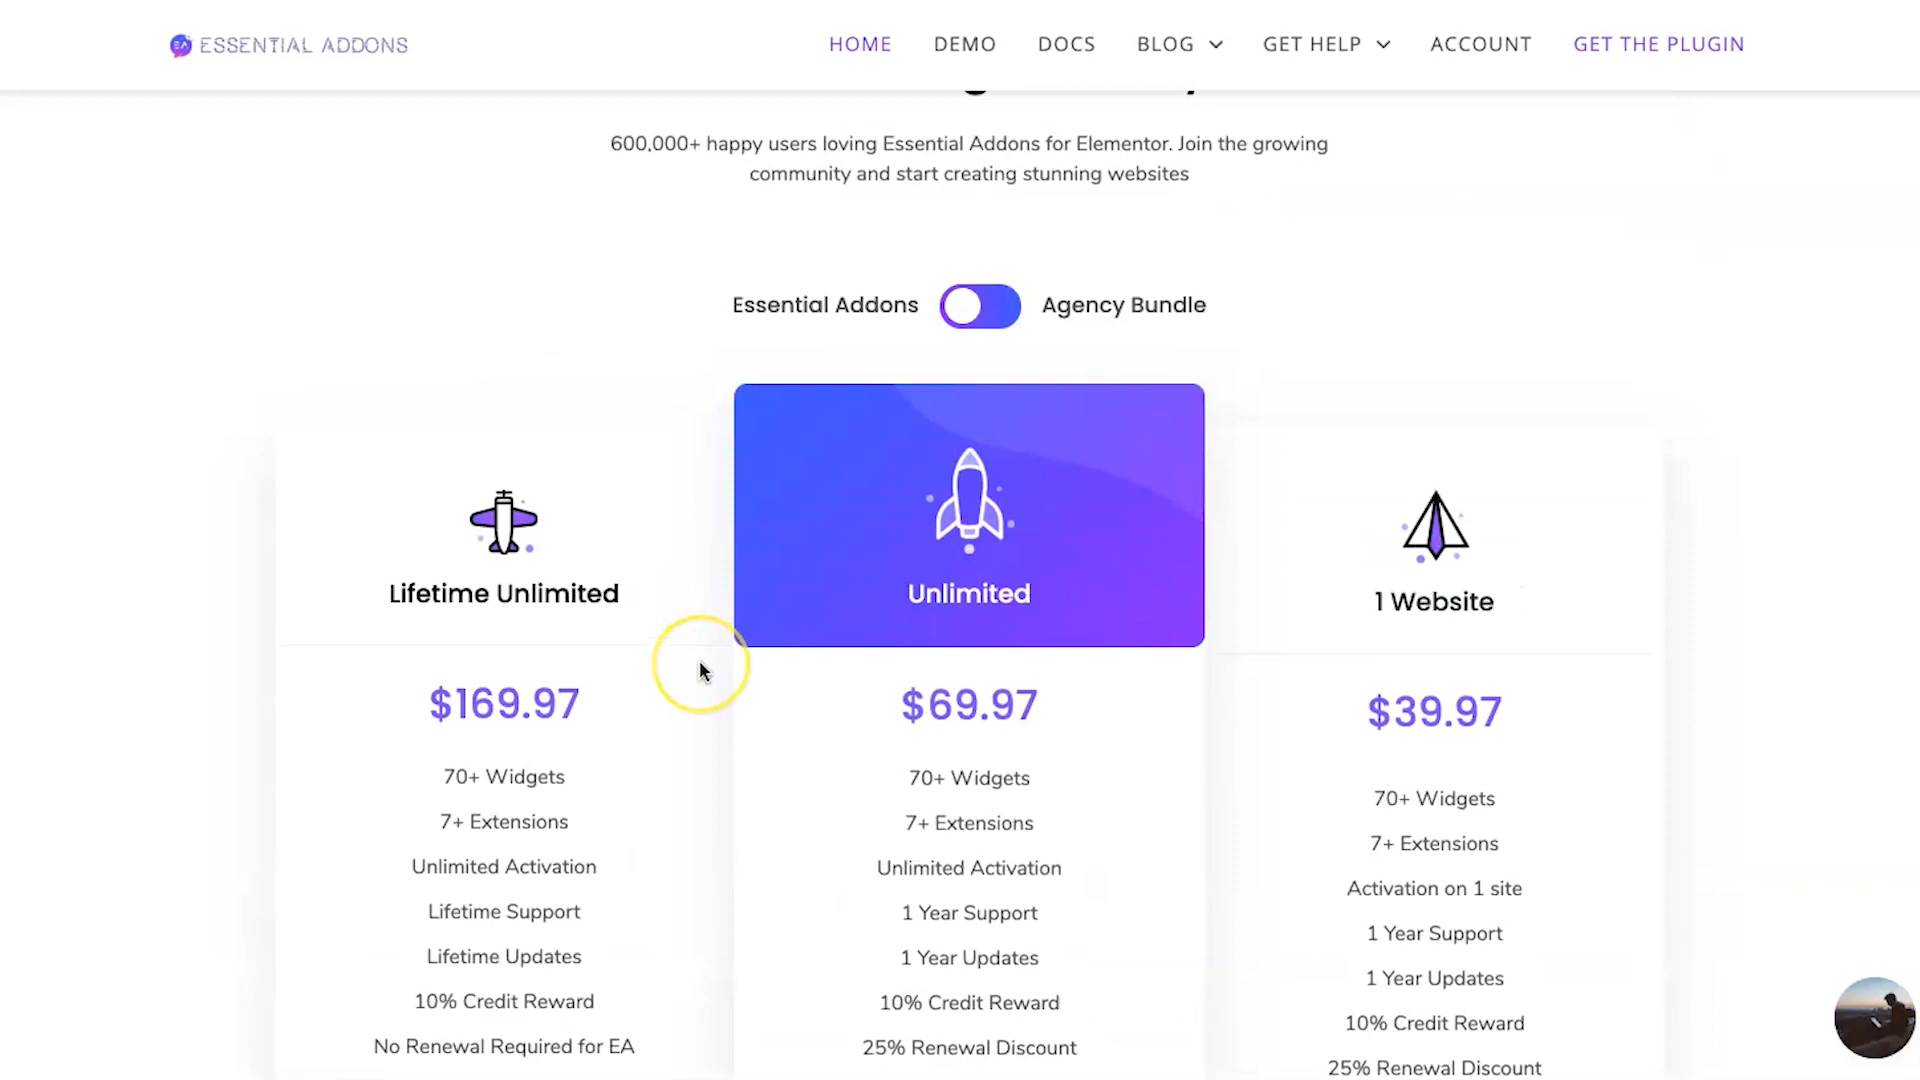 ESSENTIAL ADDONS
HOME
DEMO
DOCS
BLOG
GET HELP
ACCOUNT
GET THE PLUGIN
600,000+ happy users loving Essential Addons for Elementor. Join the growing
community and start creating stunning websites
Essential Addons
Agency Bundle
Lifetime Unlimited
$169.97
70+ Widgets
7+ Extensions
Unlimited Activation
Lifetime Support
Lifetime Updates
10% Credit Reward
No Renewal Required for EA
Unlimited
$69.97
70+ Widgets
7+ Extensions
Unlimited Activation
1 Year Support
1 Year Updates
10% Credit Reward
25% Renewal Discount
1 Website
$39.97
70+ Widgets
7+ Extensions
Activation on 1 site
1 Year Support
1 Year Updates
10% Credit Reward
25% Renewal Discount